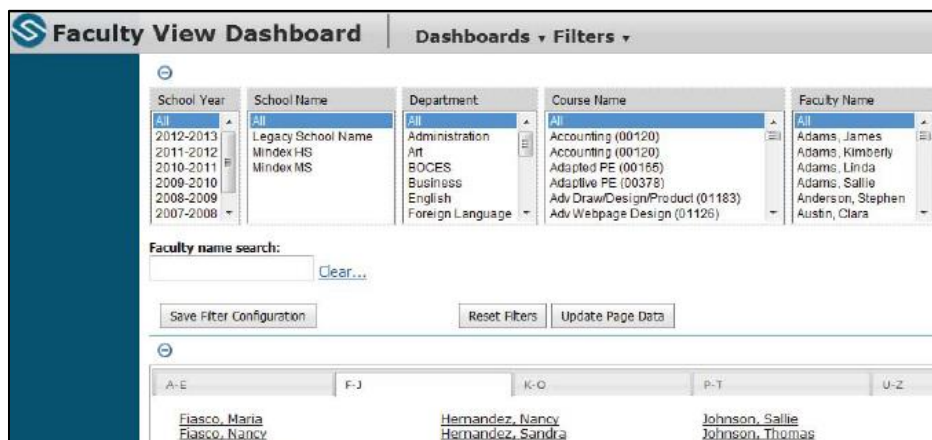 Faculty View Dashboard
Dashboards ▾ Filters ▾
School Year
All
2012-2013
2011-2012
2010-2011
2009-2010
2008-2009
2007-2008
School Name
All
Legacy School Name
Mindex HS
Mindex MS
Department
All
Administration
Art
BOCES
Business
English
Foreign Language
Course Name
All
Accounting (00120)
Accounting (00120)
Adapted PE (00165)
Adaptive PE (00378)
Adv Draw/Design/Product (01183)
Adv Webpage Design (01126)
Faculty Name
All
Adams, James
Adams, Kimberly
Adams, Linda
Adams, Sallie
Anderson, Stephen
Austin, Clara
Faculty name search:
Clear...
Save Filter Configuration
Reset Filters
Update Page Data
A-E
F-J
K-O
P-T
U-Z
Fiasco, Maria
Hernandez, Nancy
Johnson, Sallie
Fiasco, Nancy
Hernandez, Sandra
Johnson, Thomas